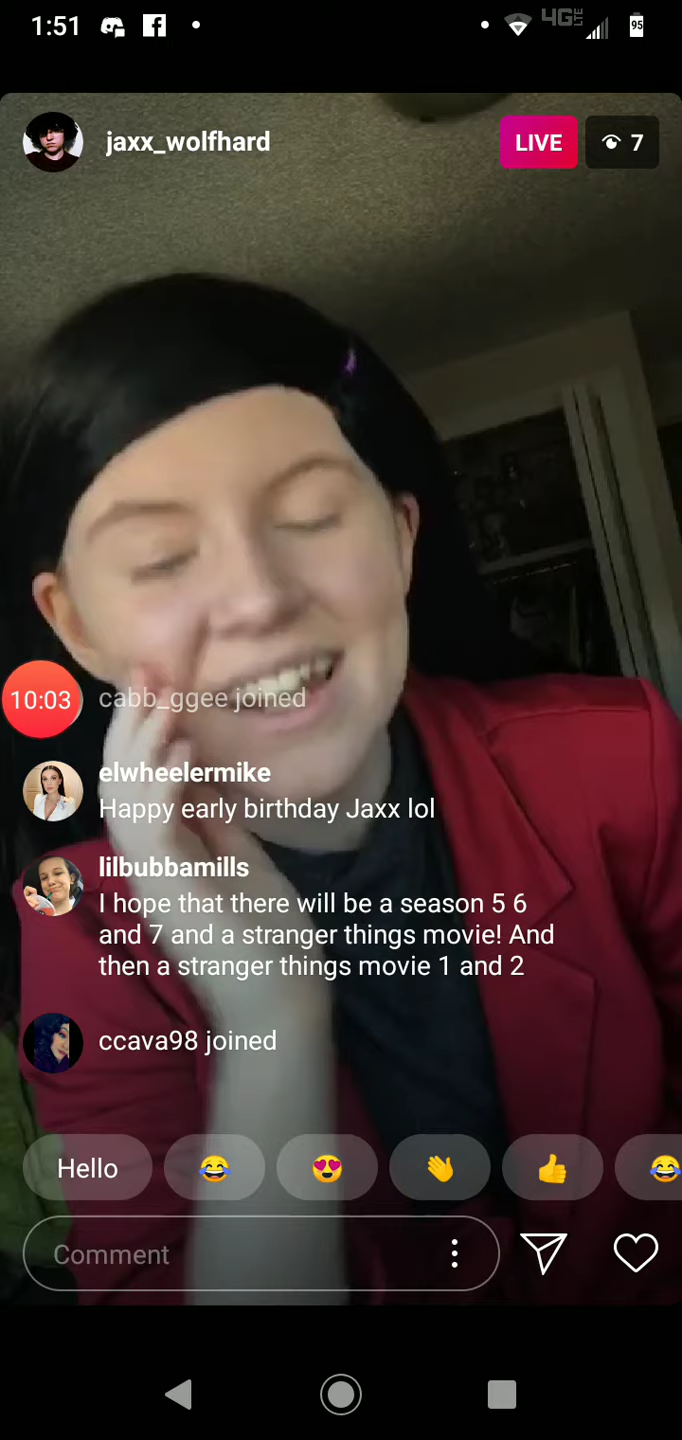 1:51
4G LTE
95
jaxx_wolfhard
LIVE
7
10:03
cabb_ggee joined
elwheelermike
Happy early birthday Jaxx lol
lilbubbamills
I hope that there will be a season 5 6
and 7 and a stranger things movie! And
then a stranger things movie 1 and 2
ccava98 joined
Hello
Comment